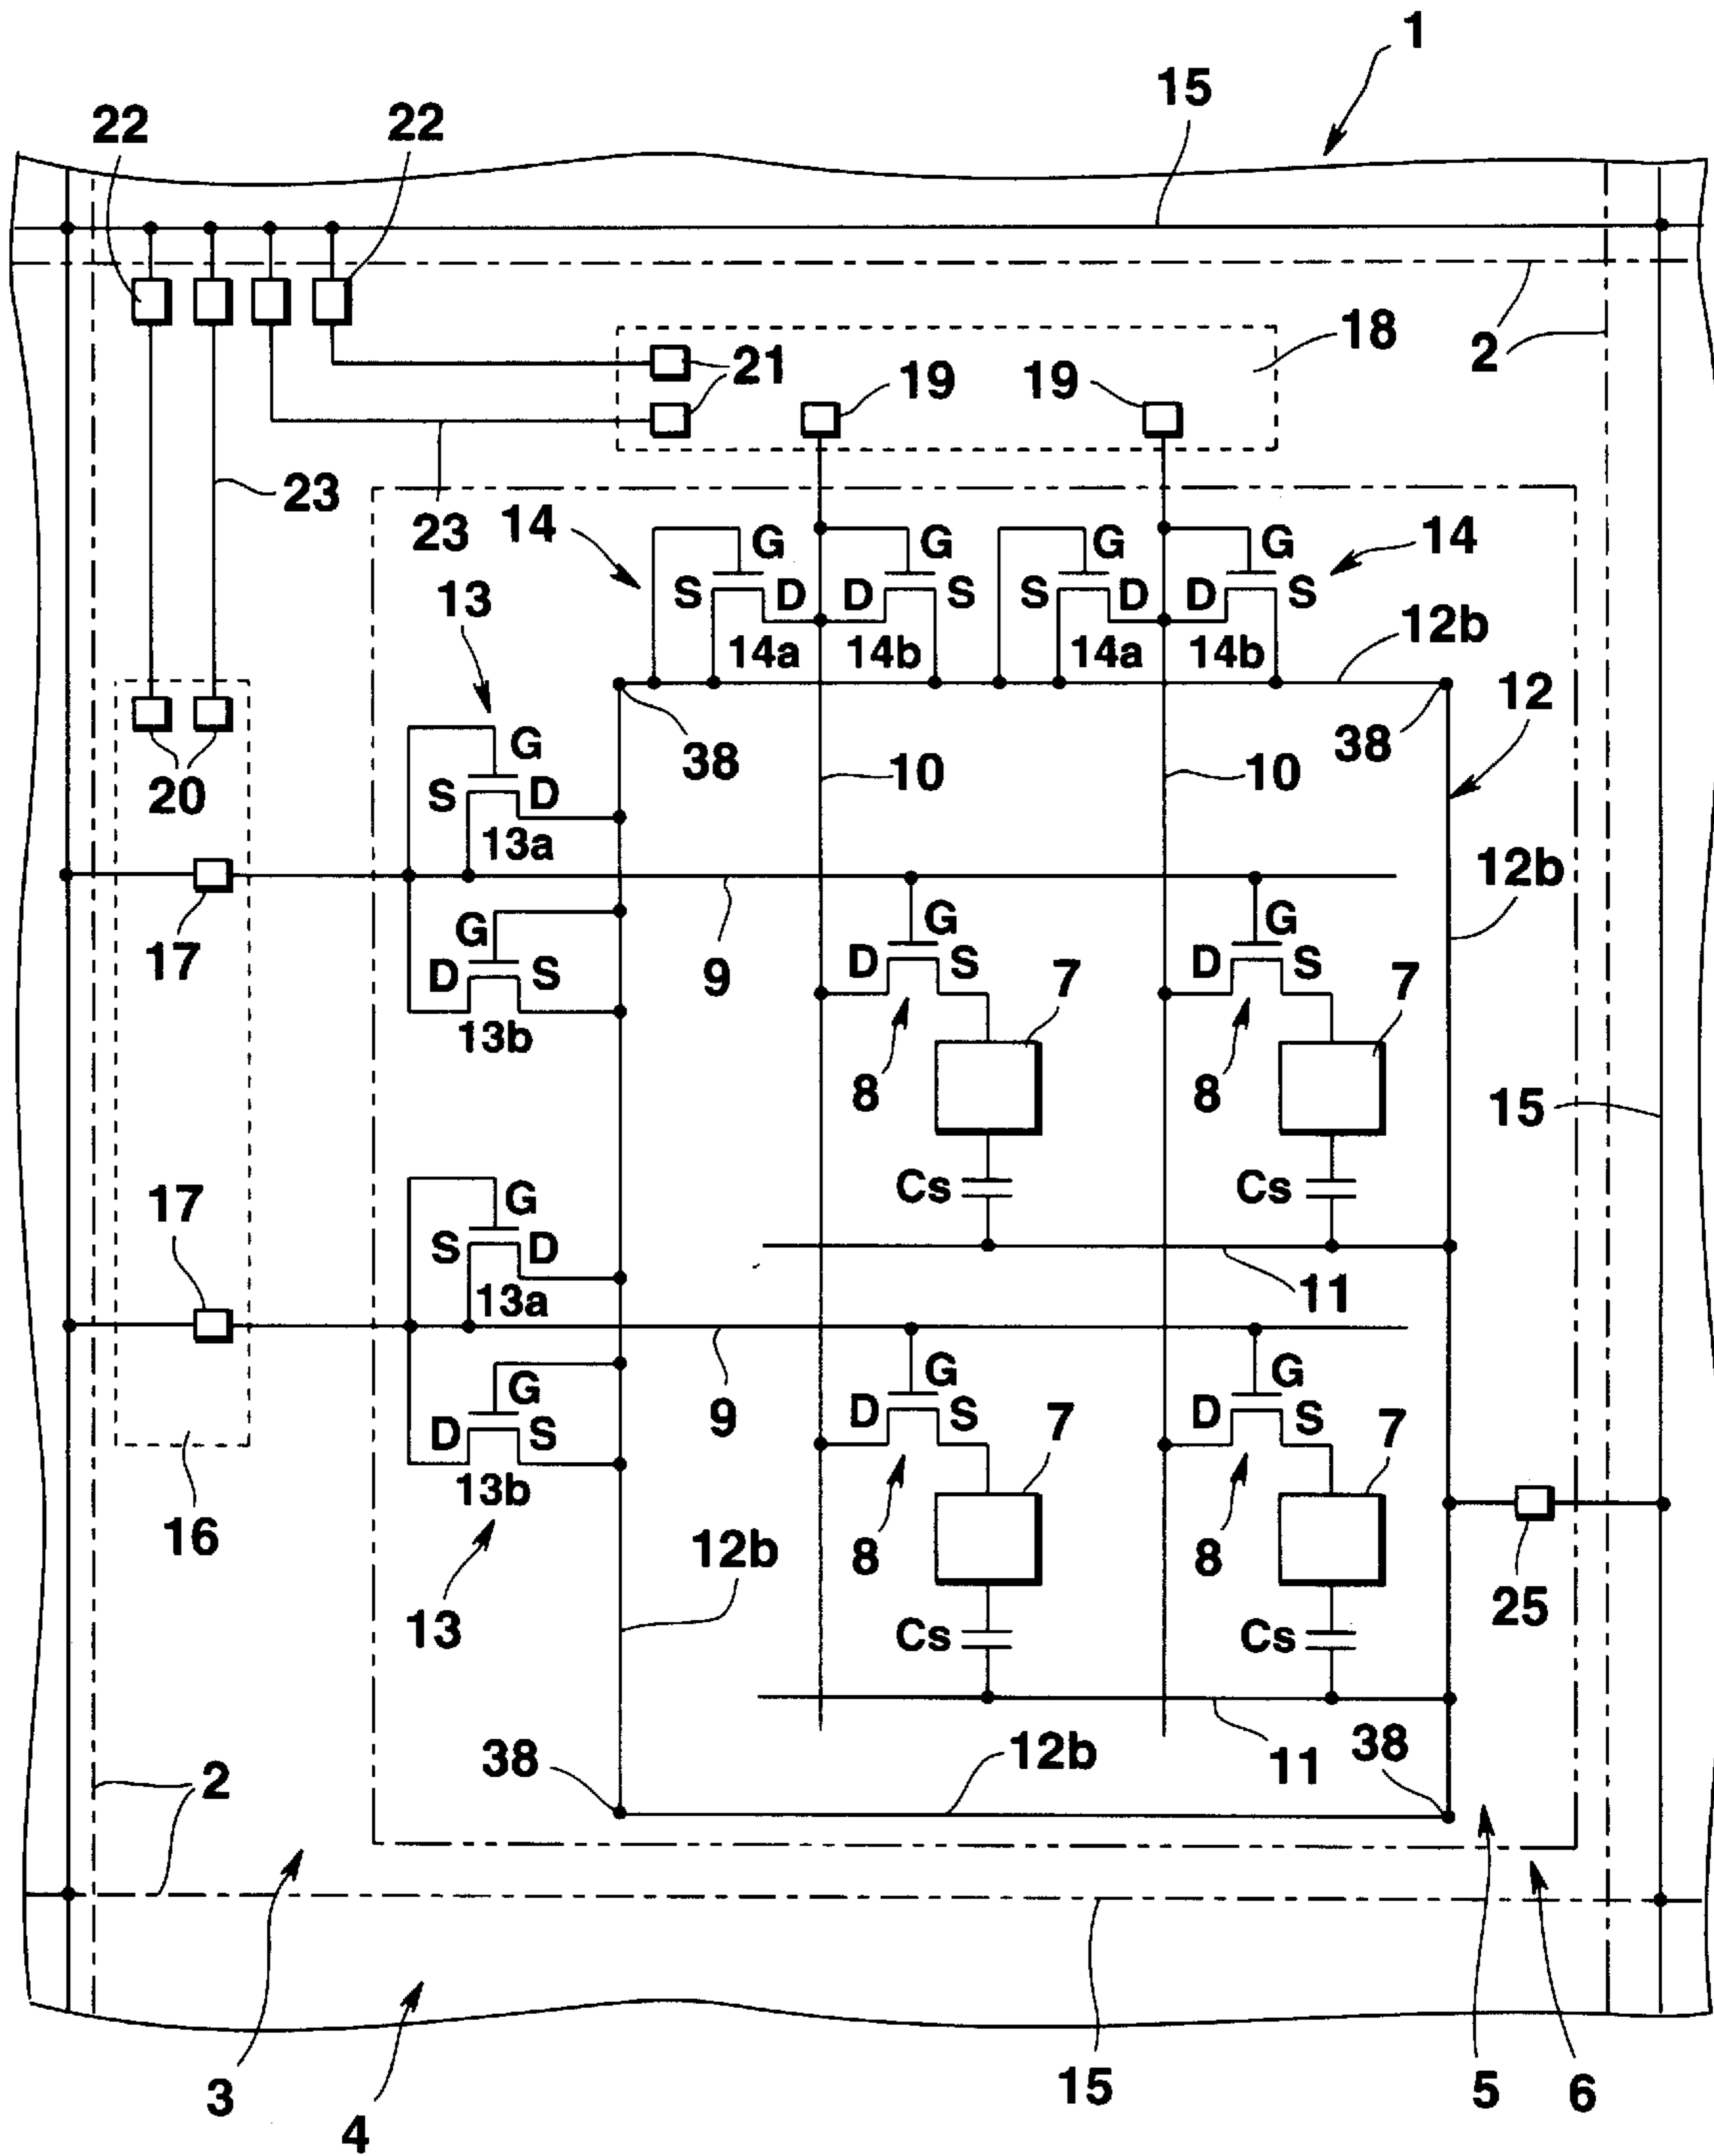 1
15
22 22
18
2
21 19 19
23
23 14 G G G G 14
S D D S S D D S
13
14a 14b 14a 14b 12b
12
38 38
G 10 10
20 S D
13a
12b
17 G 9 G G
D S D S D S 7 7
13b
8 8
15
Cs Cs
17 G
S D
13a 11
G G G
D S 9 D S D S 7 7
13b
16 12b 8 8
25
13 Cs Cs
38 12b 11 38
2
3 4 15 5 6